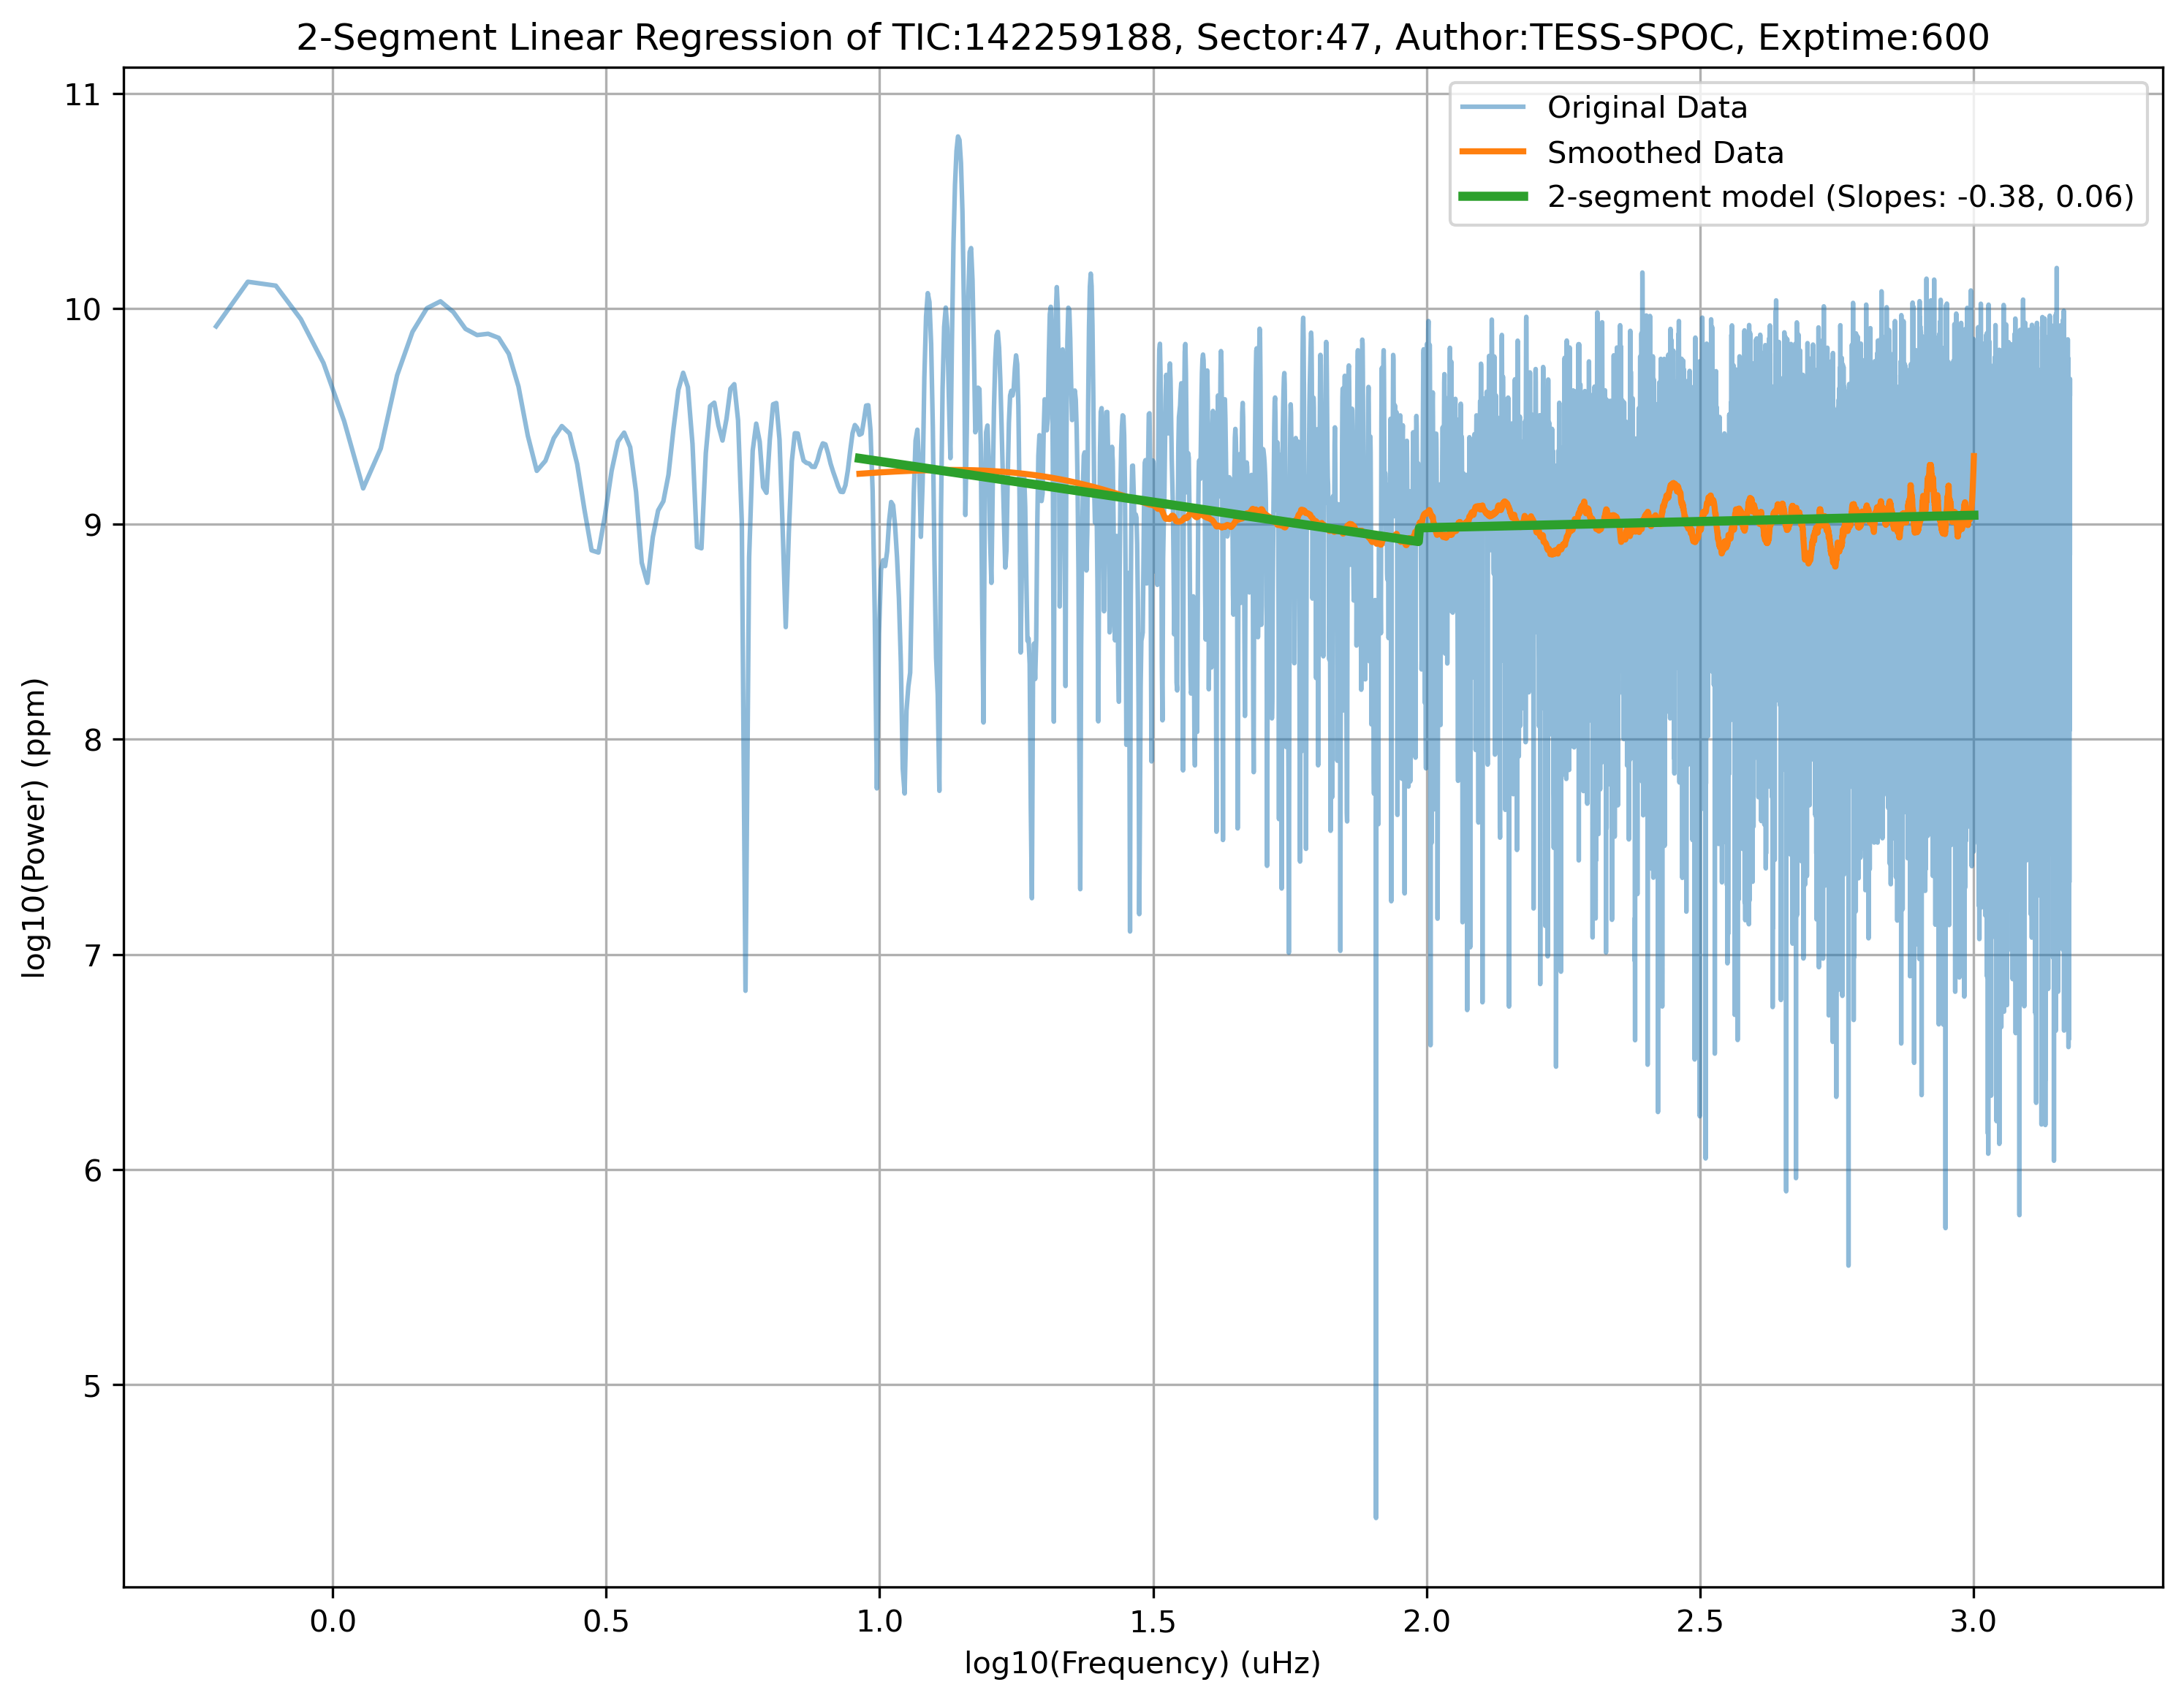 2-Segment Linear Regression of TIC:142259188, Sector:47, Author:TESS-SPOC, Exptime:600
Original Data
Smoothed Data
2-segment model (Slopes: -0.38, 0.06)
log10(Power) (ppm)
11
10
9
8
7
6
5
0.0 0.5 1.0 1.5 2.0 2.5 3.0
log10(Frequency) (uHz)